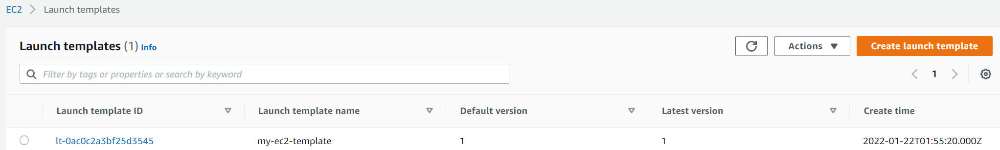 EC2 Launch templates
Launch templates (1) Info
Actions
Create launch template
Filter by tags or properties or search by keyword
1
Launch template ID Launch template name Default version Latest version Create time
lt-0ac0c2a3bf25d3545 my-ec2-template 1 1 2022-01-22T01:55:20.000Z